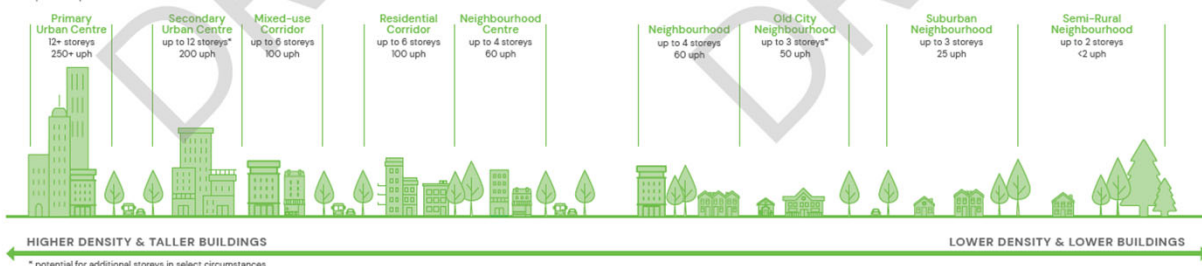 Primary
Urban Centre
12+ storeys
250+ uph
Secondary
Urban Centre
up to 12 storeys*
200 uph
Mixed-use
Corridor
up to 6 storeys
100 uph
Residential
Corridor
up to 6 storeys
100 uph
Neighbourhood
Centre
up to 4 storeys
60 uph
Neighbourhood
up to 4 storeys
60 uph
Old City
Neighbourhood
up to 3 storeys*
50 uph
Suburban
Neighbourhood
up to 3 storeys
25 uph
Semi-Rural
Neighbourhood
up to 2 storeys
<2 uph
HIGHER DENSITY & TALLER BUILDINGS
LOWER DENSITY & LOWER BUILDINGS
* potential for additional storeys in select circumstances